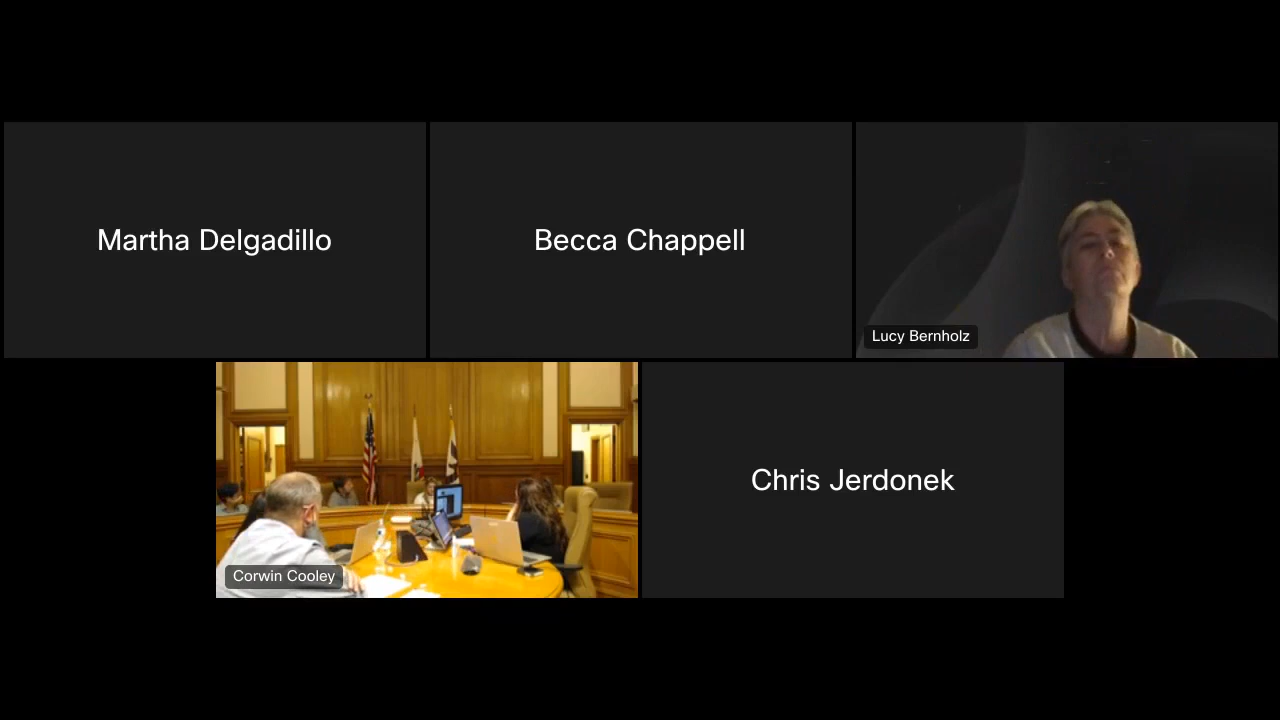 Martha Delgadillo
Becca Chappell
Lucy Bernholz
Corwin Cooley
Chris Jerdonek